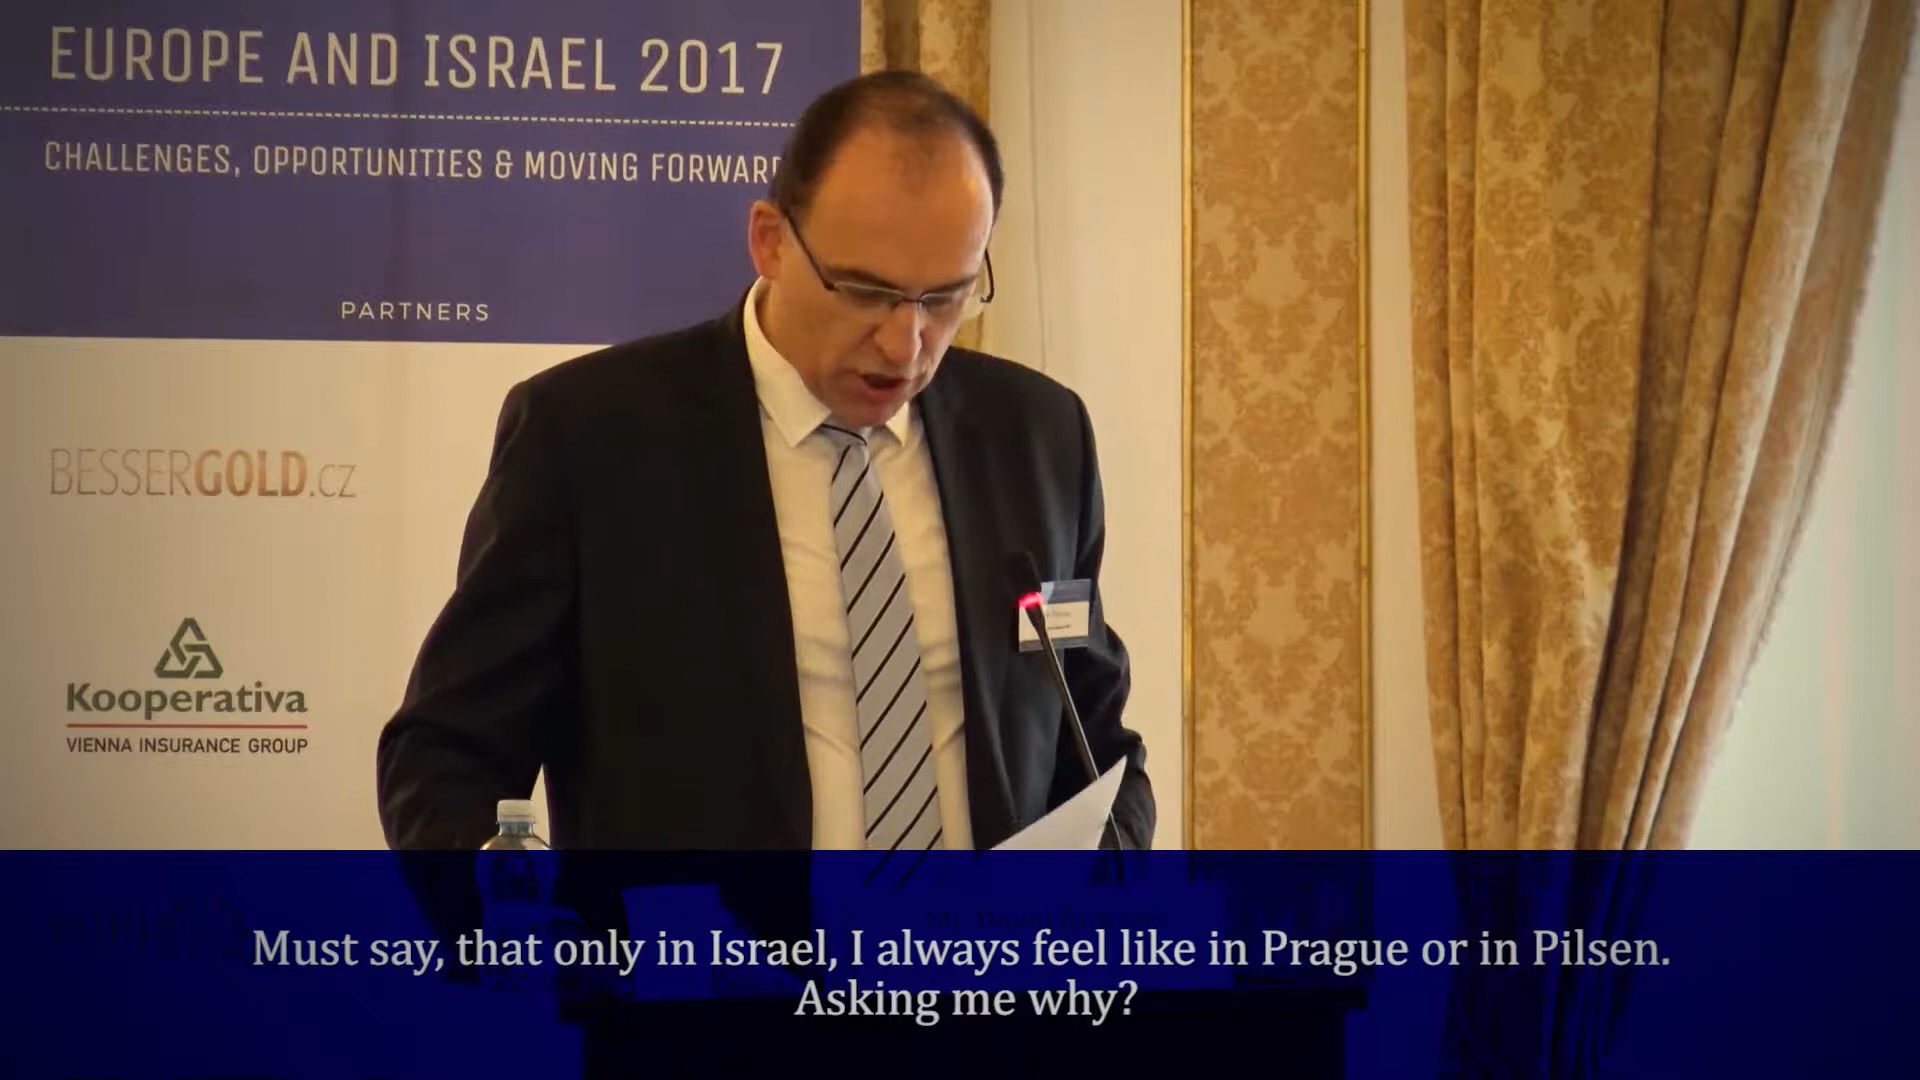 EUROPE AND ISRAEL 2017
CHALLENGES, OPPORTUNITIES & MOVING FORWARD
PARTNERS
BESSERGOLD.CZ
Kooperativa
VIENNA INSURANCE GROUP
Must say, that only in Israel, I always feel like in Prague or in Pilsen.
Asking me why?